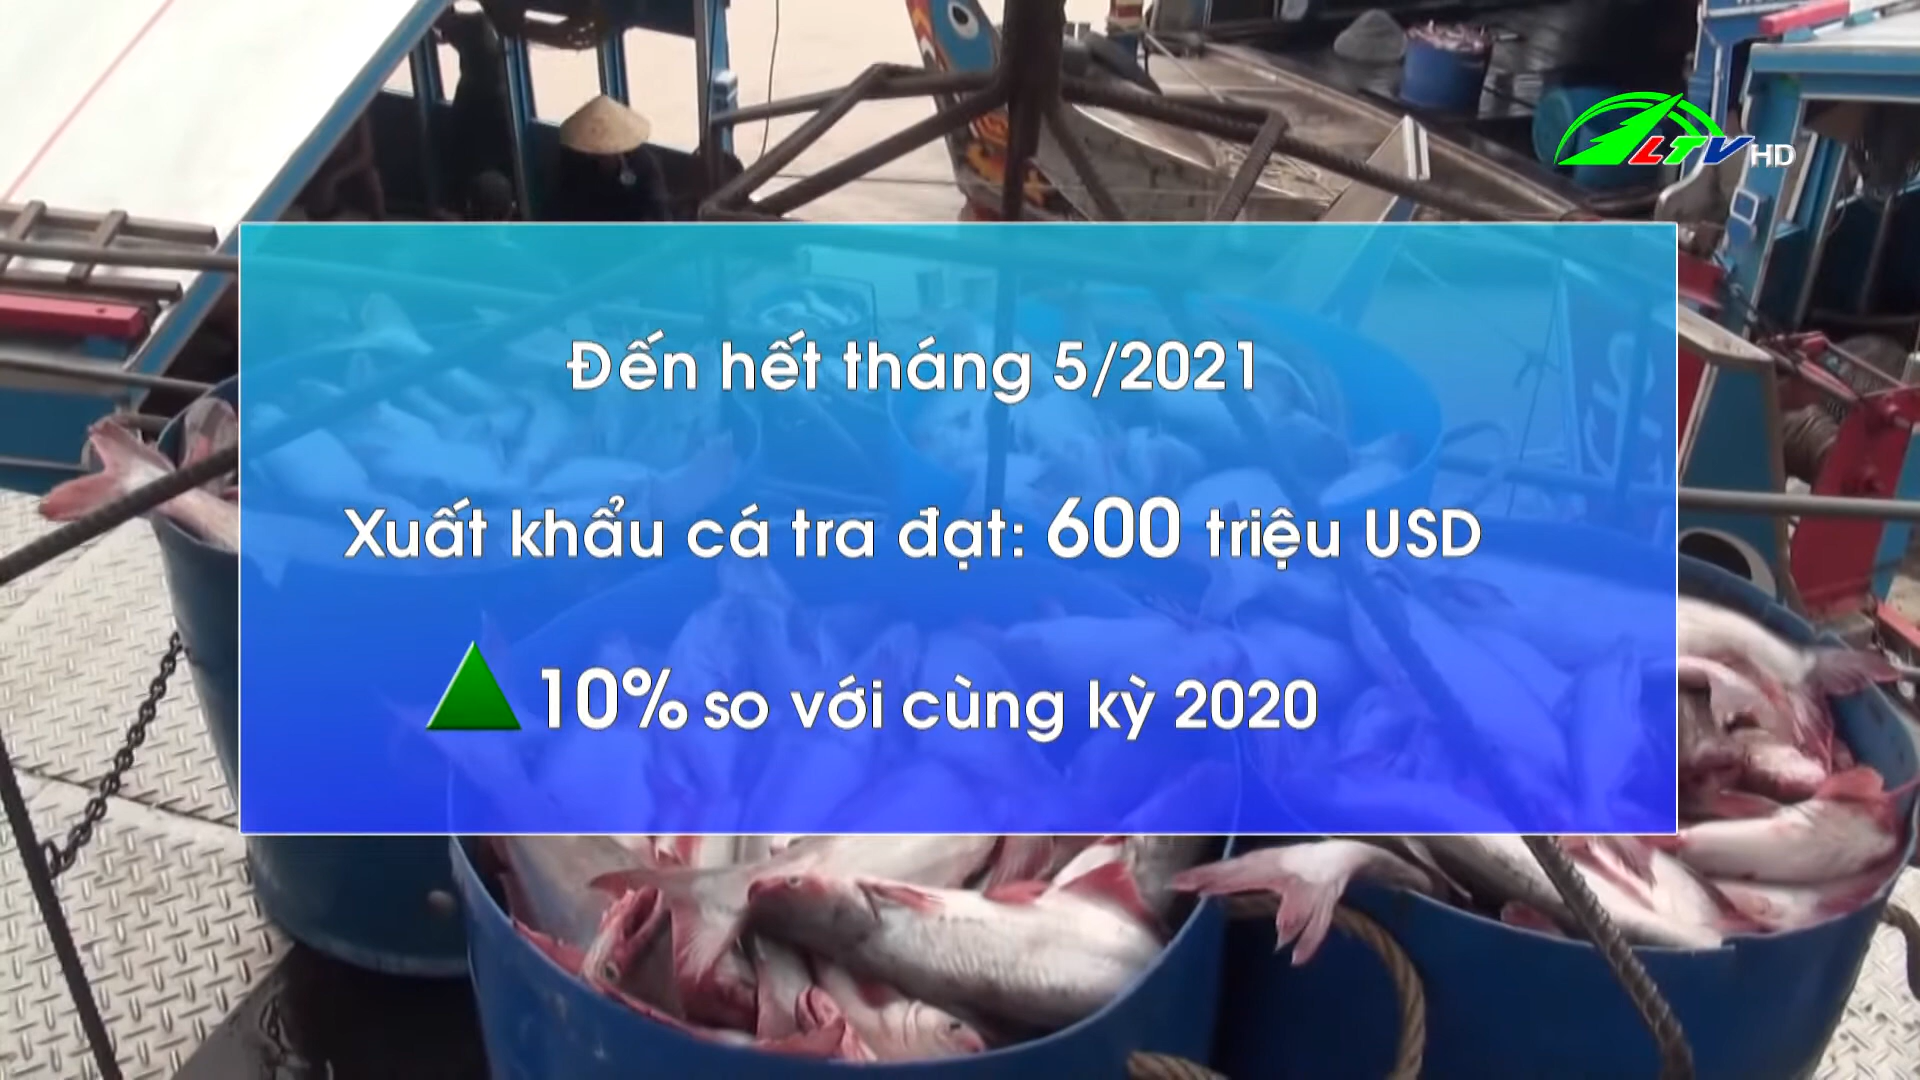 LTV HD
Đến hết tháng 5/2021
Xuất khẩu cá tra đạt: 600 triệu USD
10% so với cùng kỳ 2020